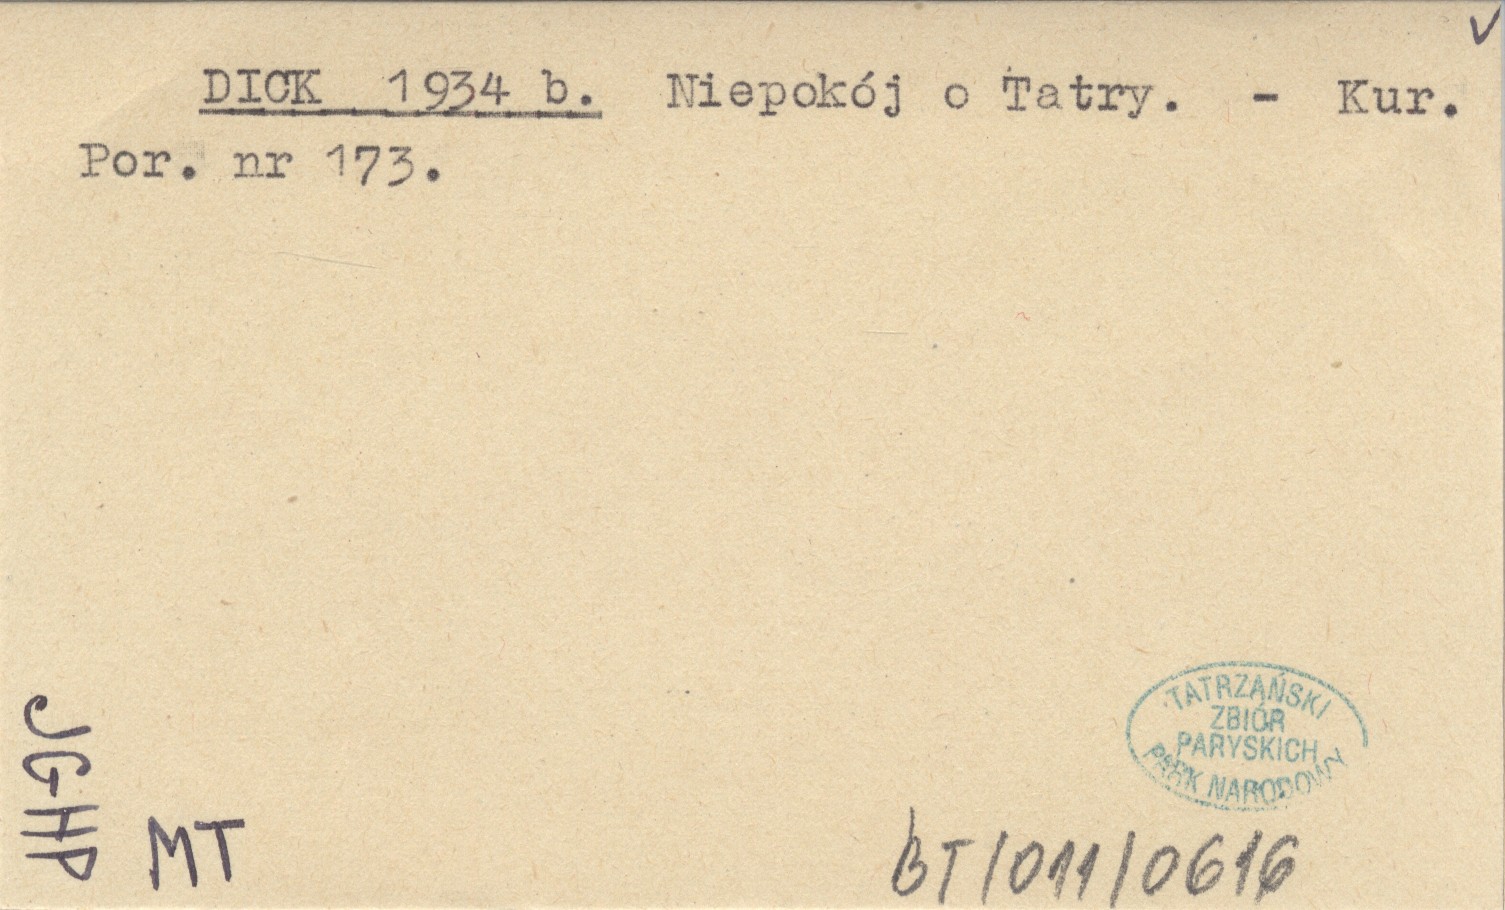 v
DICK 1934 b. Niepokój o Tatry. - Kur.
Por. nr 173.
TATRZAŃSKI
ZBIÓR
PARYSKICH
PARK NARODOWY
JGHP
MT
BT/011/0616